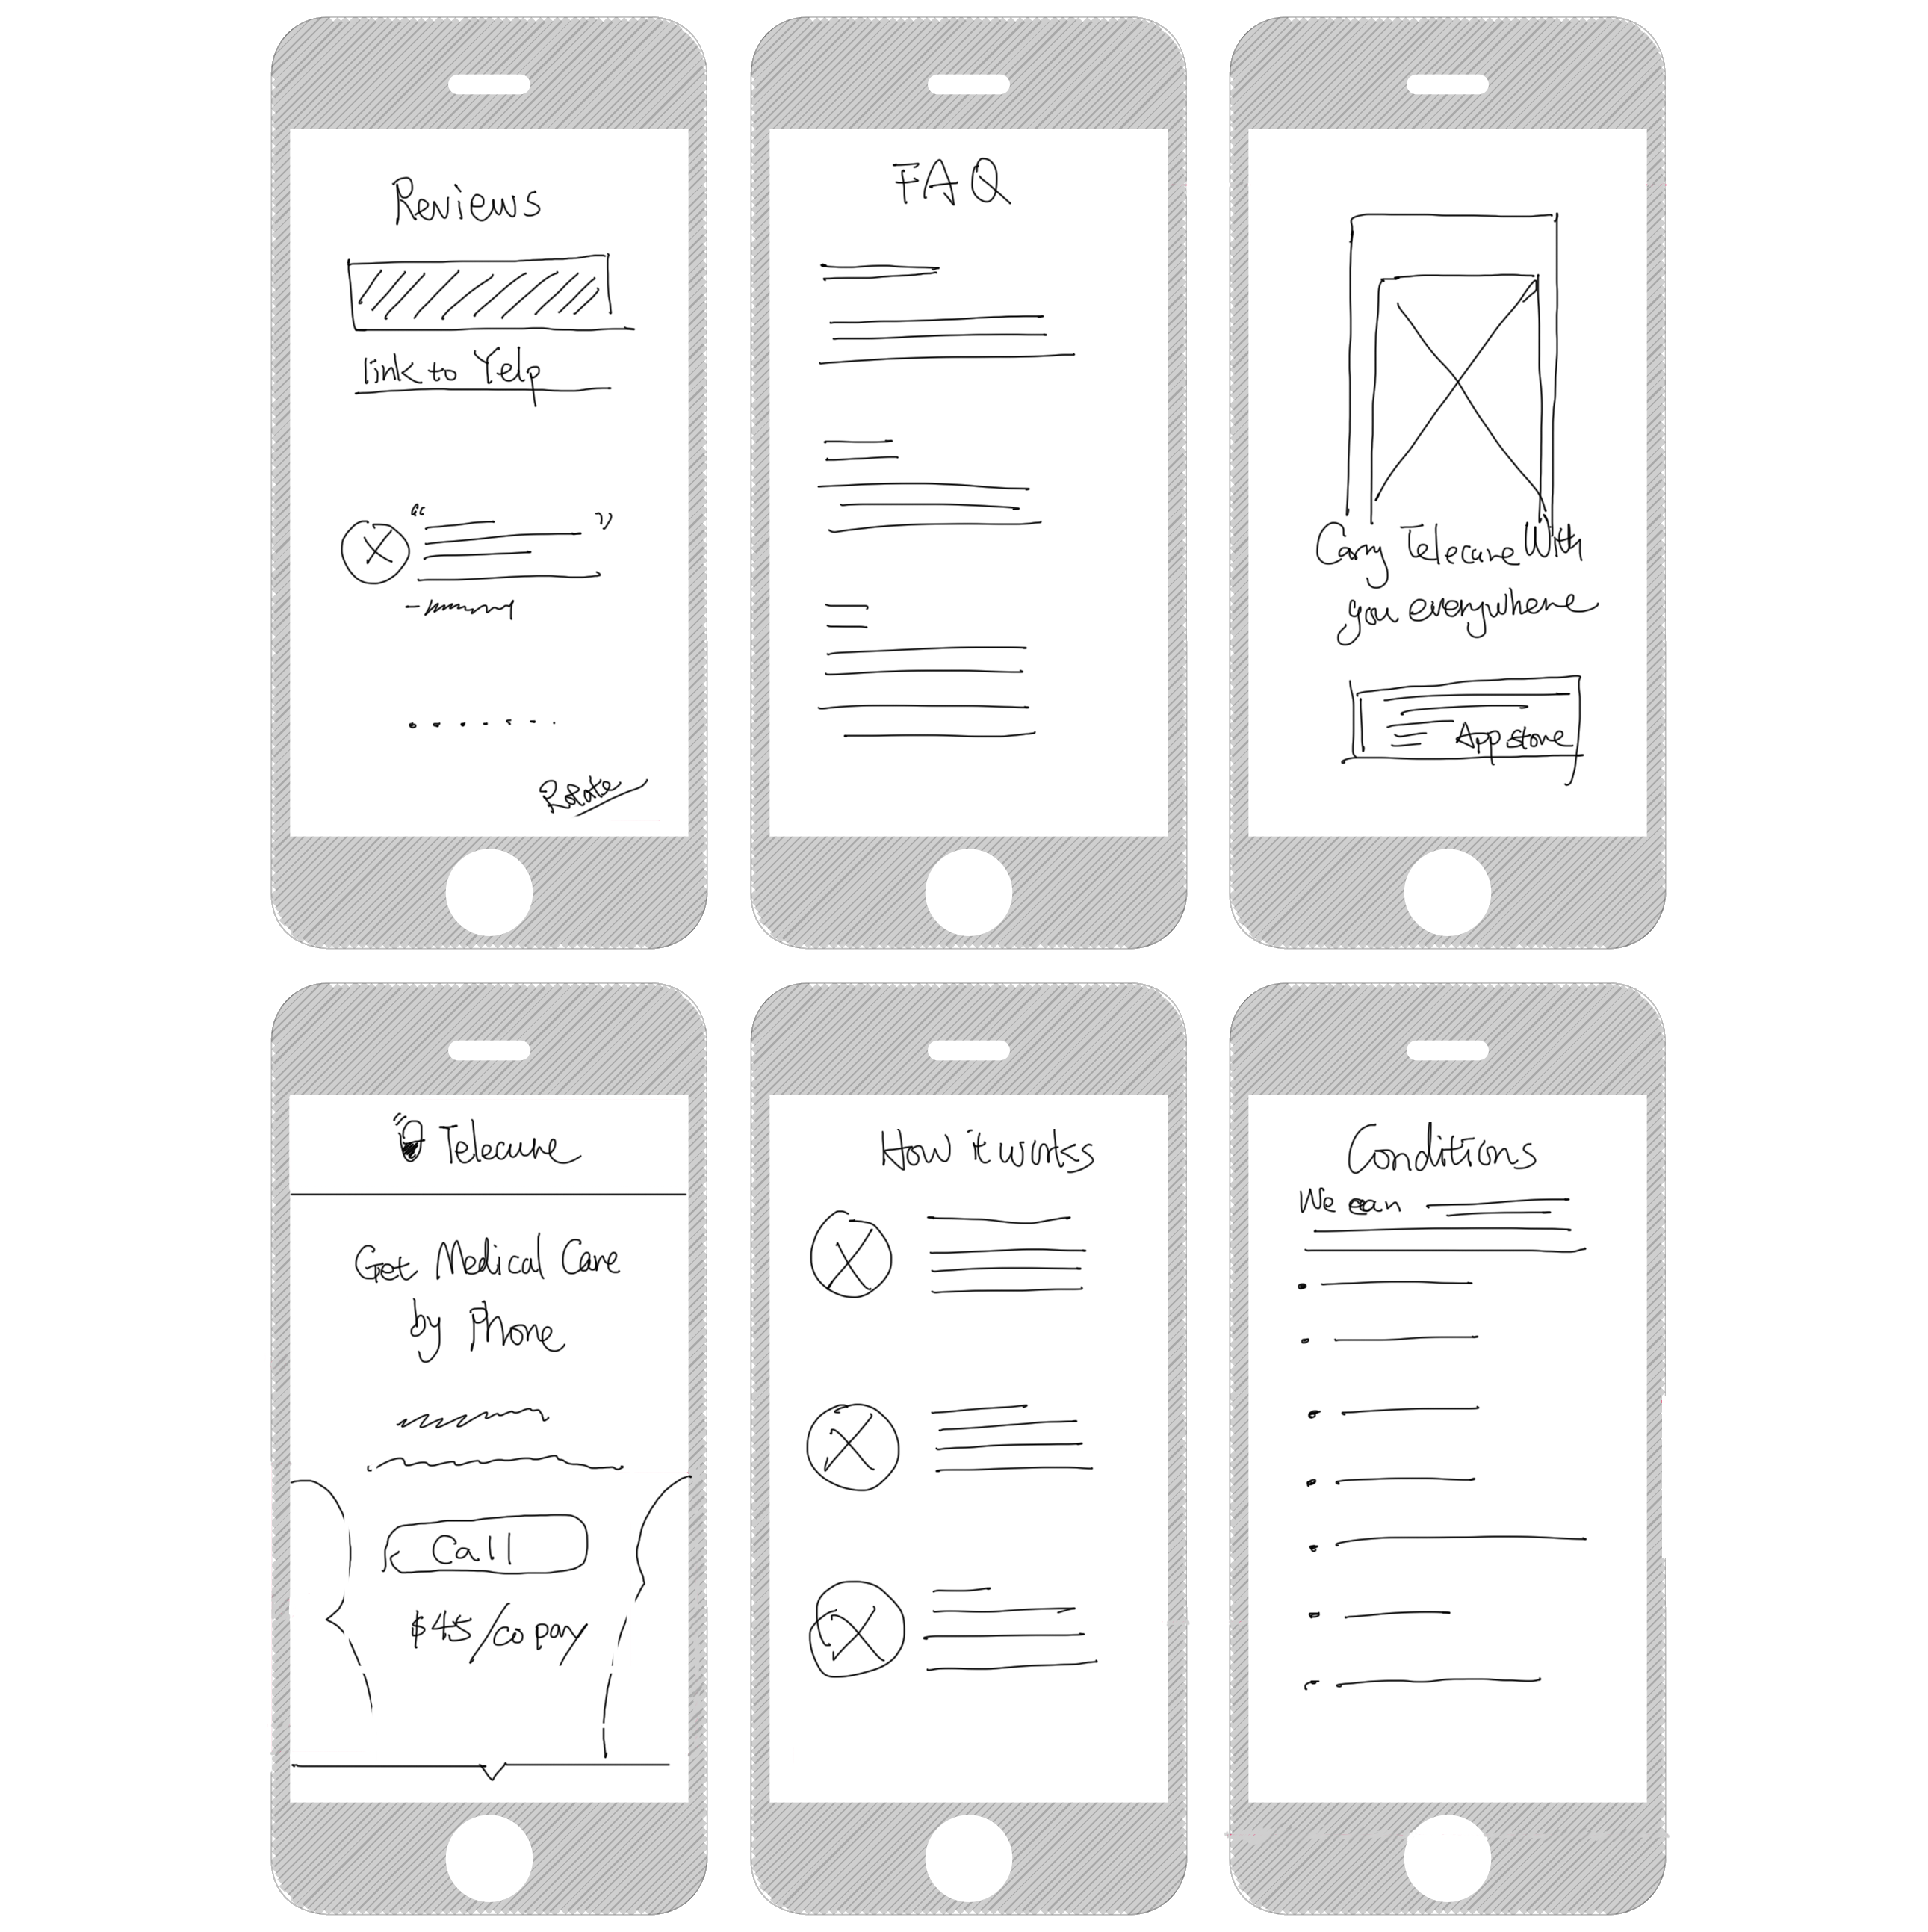 Reviews
link to Yelp
Rotate
FAQ
Carry Telecure With
you everywhere
App store
Telecure
Get Medical Care
by Phone
Call
$45/co pay
How it works
Conditions
We can